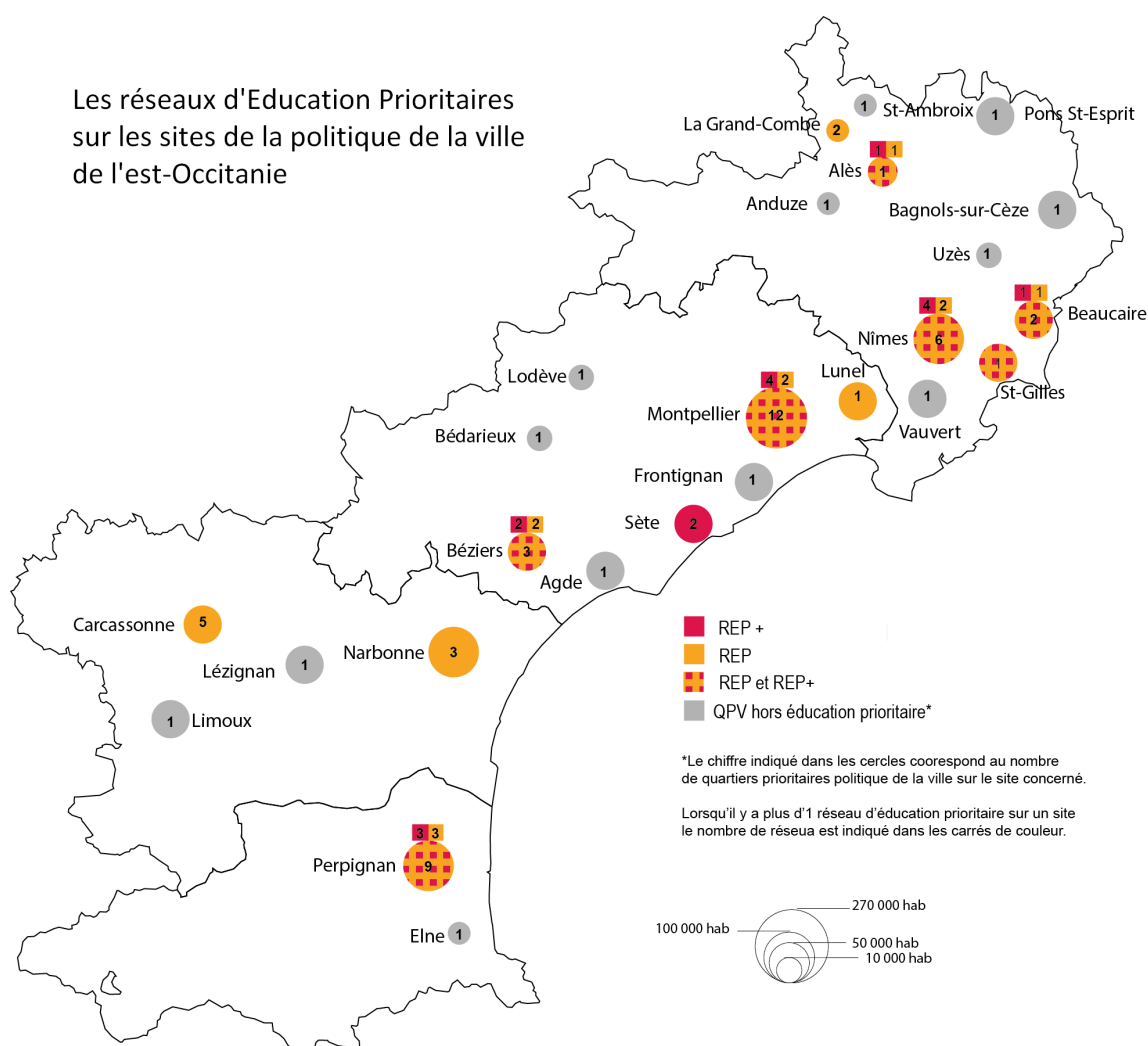 Les réseaux d'Education Prioritaires
sur les sites de la politique de la ville
de l'est-Occitanie
1 St-Ambroix
1 Pons St-Esprit
La Grand-Combe 2
1 1
Alès 1
Anduze 1
Bagnols-sur-Cèze 1
Uzès 1
1 1
2 Beaucaire
4 2
Nîmes 6
1
St-Gilles
Lunel
1
1
Vauvert
Lodève 1
4 2
Montpellier 12
Bédarieux 1
Frontignan 1
Sète 2
2 2
Béziers 3
Agde 1
Carcassonne 5
Narbonne 3
Lézignan 1
1 Limoux
3 3
Perpignan 9
Elne 1
REP +
REP
REP et REP+
QPV hors éducation prioritaire*
*Le chiffre indiqué dans les cercles coorespond au nombre
de quartiers prioritaires politique de la ville sur le site concerné.
Lorsqu'il y a plus d'1 réseau d'éducation prioritaire sur un site
le nombre de réseua est indiqué dans les carrés de couleur.
270 000 hab
100 000 hab
50 000 hab
10 000 hab